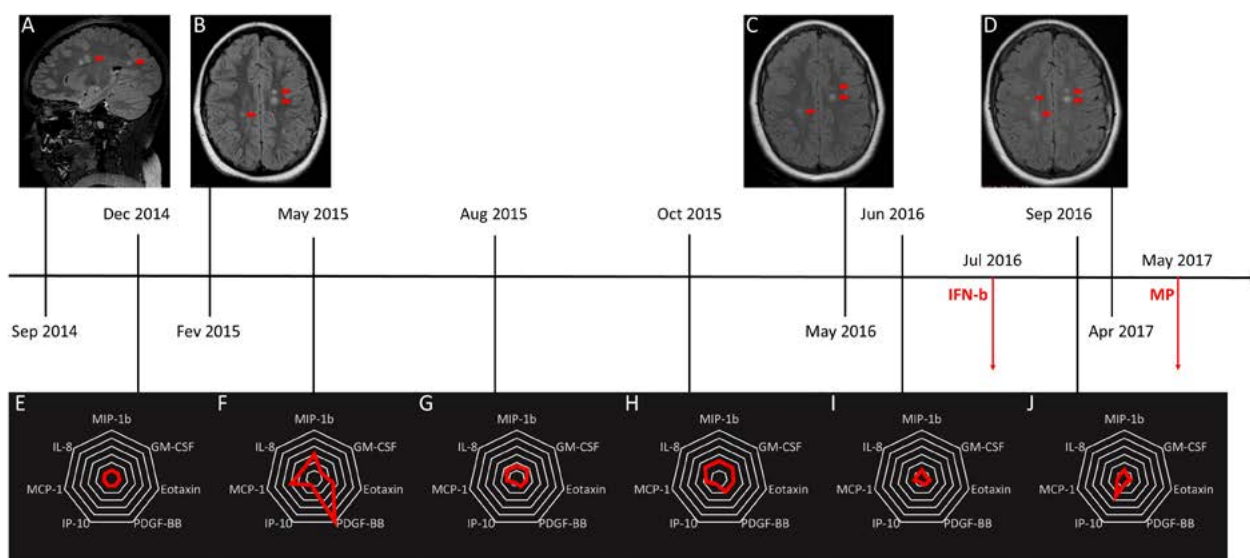 A
B
C
D
Dec 2014
May 2015
Aug 2015
Oct 2015
Jun 2016
Sep 2016
Jul 2016
May 2017
IFN-b
MP
Sep 2014
Fev 2015
May 2016
Apr 2017
E
MIP-1b
IL-8
GM-CSF
MCP-1
Eotaxin
IP-10
PDGF-BB
F
MIP-1b
IL-8
GM-CSF
MCP-1
Eotaxin
IP-10
PDGF-BB
G
MIP-1b
IL-8
GM-CSF
MCP-1
Eotaxin
IP-10
PDGF-BB
H
MIP-1b
IL-8
GM-CSF
MCP-1
Eotaxin
IP-10
PDGF-BB
I
MIP-1b
IL-8
GM-CSF
MCP-1
Eotaxin
IP-10
PDGF-BB
J
MIP-1b
IL-8
GM-CSF
MCP-1
Eotaxin
IP-10
PDGF-BB